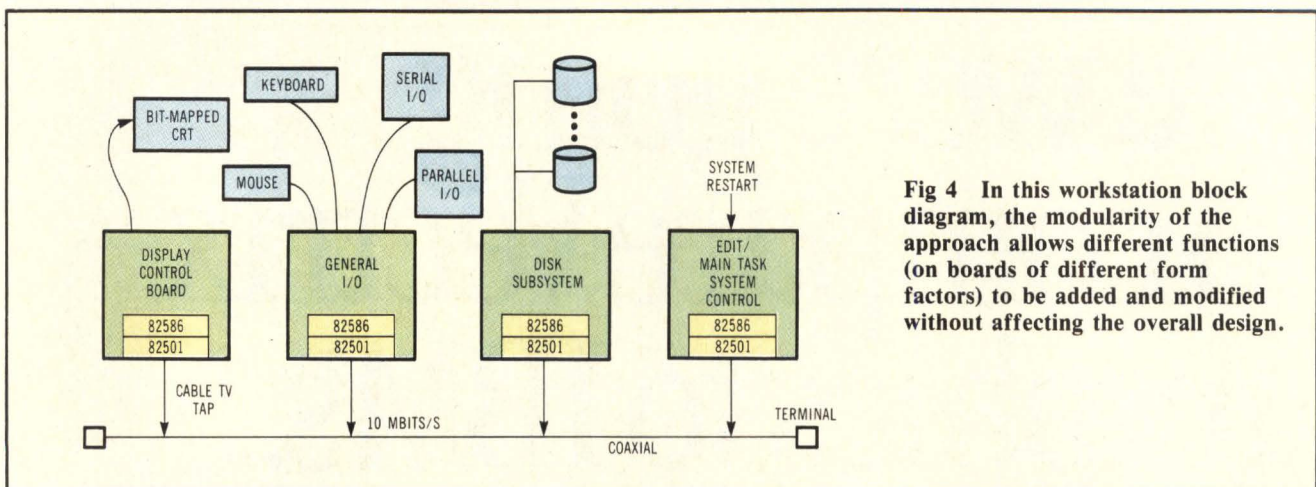 KEYBOARD
SERIAL
I/O
BIT-MAPPED
CRT
MOUSE
PARALLEL
I/O
SYSTEM
RESTART
DISPLAY
CONTROL
BOARD
82586
82501
GENERAL
I/O
82586
82501
DISK
SUBSYSTEM
82586
82501
EDIT/
MAIN TASK
SYSTEM
CONTROL
82586
82501
CABLE TV
TAP
10 MBITS/S
COAXIAL
TERMINAL
Fig 4 In this workstation block
diagram, the modularity of the
approach allows different functions
(on boards of different form
factors) to be added and modified
without affecting the overall design.